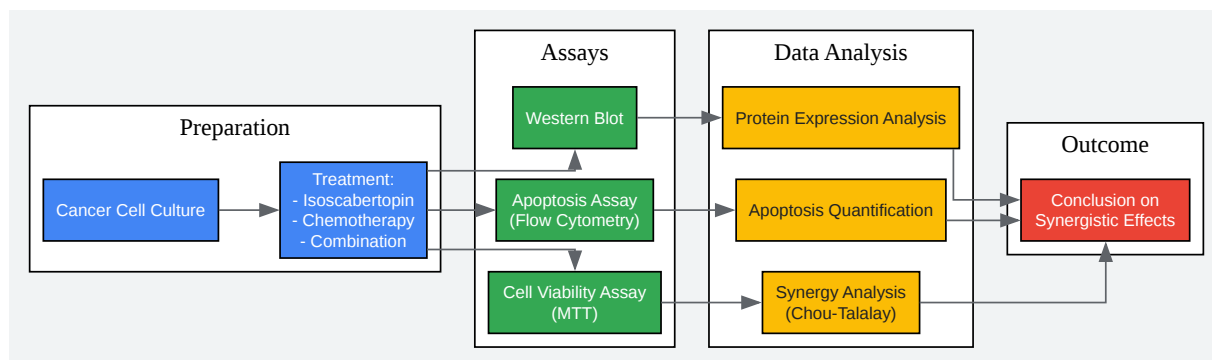 Preparation
Cancer Cell Culture
Treatment:
- Isoscabertopin
- Chemotherapy
- Combination
Assays
Western Blot
Apoptosis Assay
(Flow Cytometry)
Cell Viability Assay
(MTT)
Data Analysis
Protein Expression Analysis
Apoptosis Quantification
Synergy Analysis
(Chou-Talalay)
Outcome
Conclusion on
Synergistic Effects